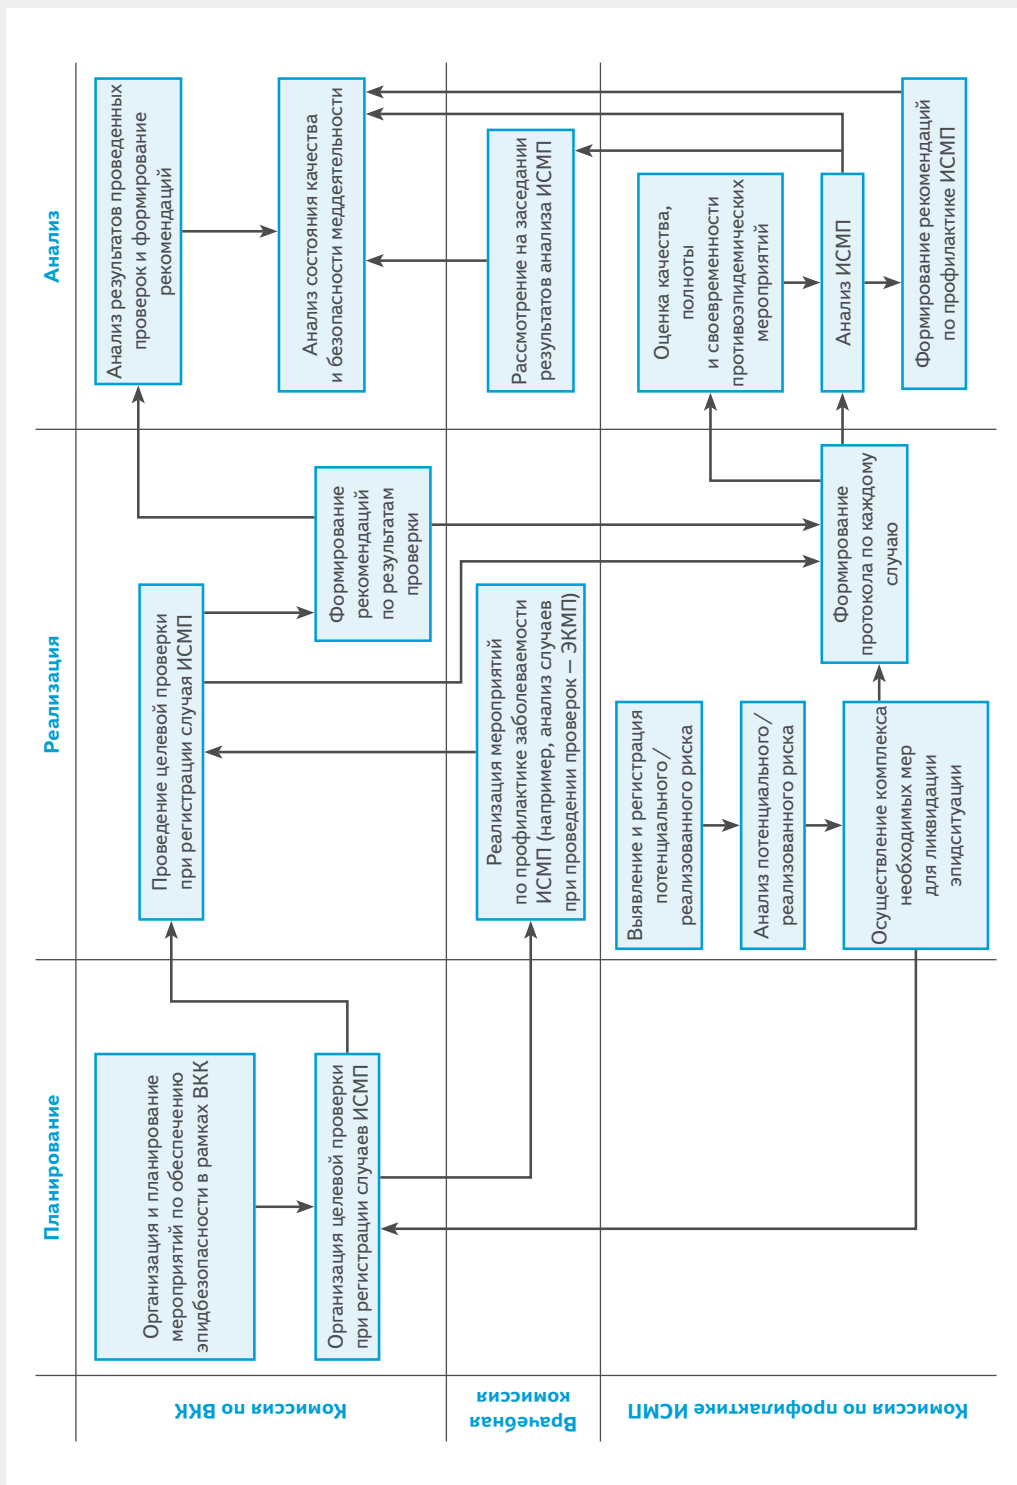 Планирование
Реализация
Анализ
Комиссия по ВКК
Организация и планирование
мероприятий по обеспечению
эпидбезопасности в рамках ВКК
Организация целевой проверки
при регистрации случаев ИСМП
Проведение целевой проверки
при регистрации случая ИСМП
Формирование
рекомендаций
по результатам
проверки
Анализ результатов проведенных
проверок и формирование
рекомендаций
Анализ состояния качества
и безопасности меддеятельности
Врачебная
комиссия
Реализация мероприятий
по профилактике заболеваемости
ИСМП (например, анализ случаев
при проведении проверок — ЭКМП)
Рассмотрение на заседании
результатов анализа ИСМП
Комиссия по профилактике ИСМП
Выявление и регистрация
потенциального/
реализованного риска
Анализ потенциального/
реализованного риска
Осуществление комплекса
необходимых мер
для ликвидации
эпидситуации
Формирование
протокола по каждому
случаю
Оценка качества,
полноты
и своевременности
противоэпидемических
мероприятий
Анализ ИСМП
Формирование рекомендаций
по профилактике ИСМП